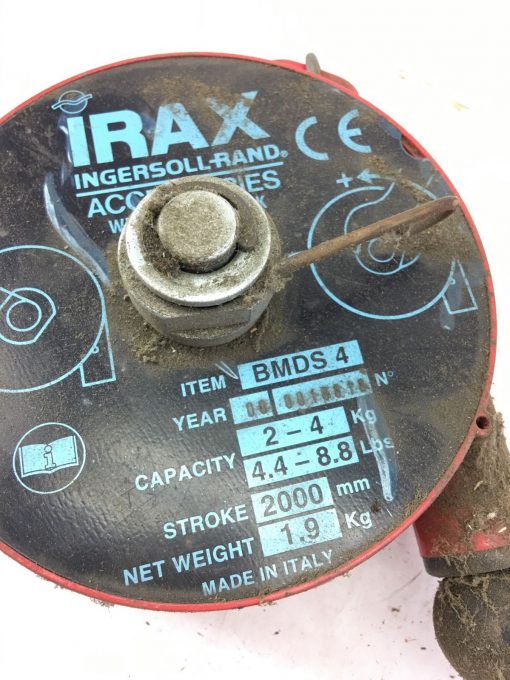 IRAX
INGERSOLL-RAND®
CE
ITEM BMDS 4
YEAR 00 N°
2 - 4 Kg
CAPACITY 4.4 - 8.8 Lbs
STROKE 2000 mm
NET WEIGHT 1.9 Kg
MADE IN ITALY